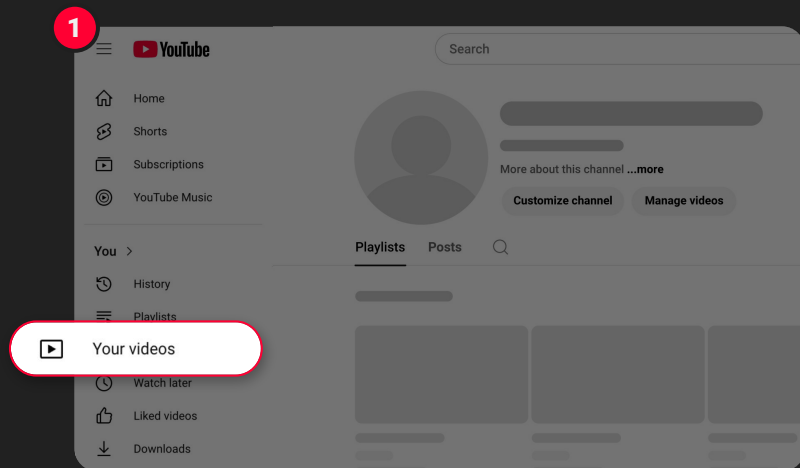 1
YouTube
Search
Home
Shorts
Subscriptions
YouTube Music
More about this channel ...more
Customize channel
Manage videos
You
Playlists
Posts
History
Playlists
Your videos
Watch later
Liked videos
Downloads